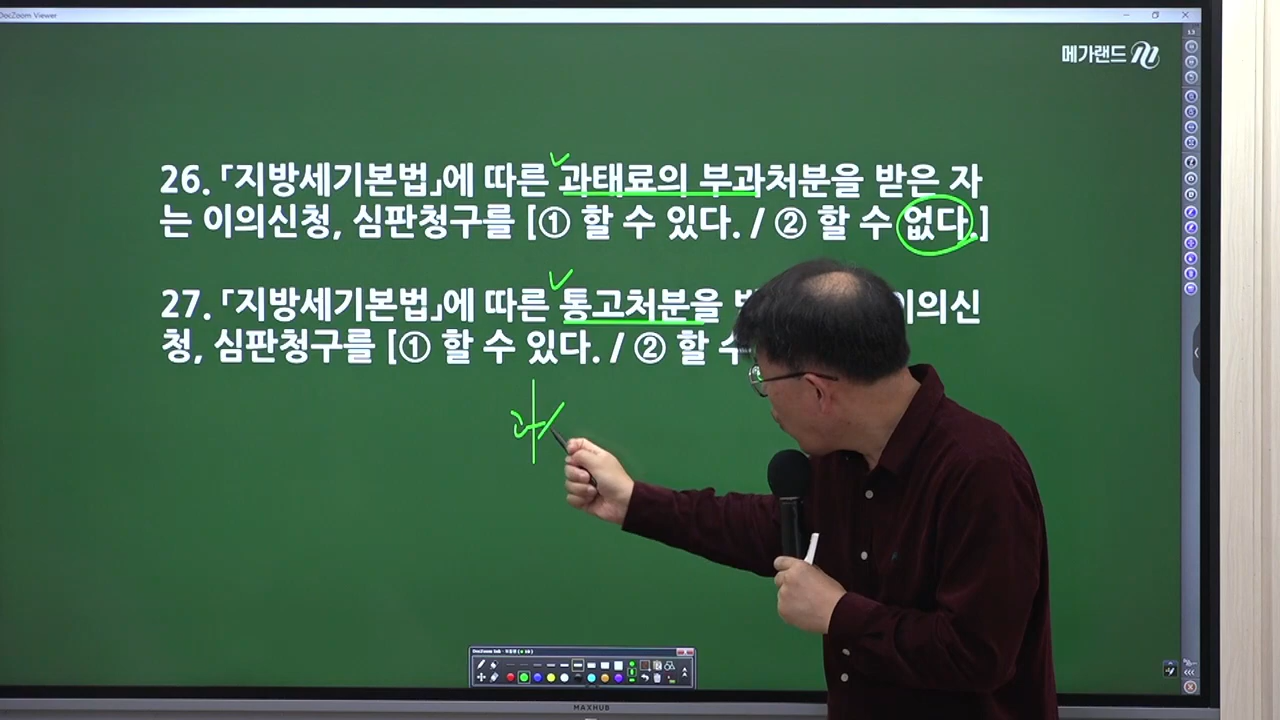 DocZoom Viewer
메가랜드
26. 「지방세기본법」에 따른 과태료의 부과처분을 받은 자
는 이의신청, 심판청구를 [① 할 수 있다. / ② 할 수 없다.]
27. 「지방세기본법」에 따른 통고처분을 이의신
청, 심판청구를 [① 할 수 있다. / ② 할 수
MAXHUB